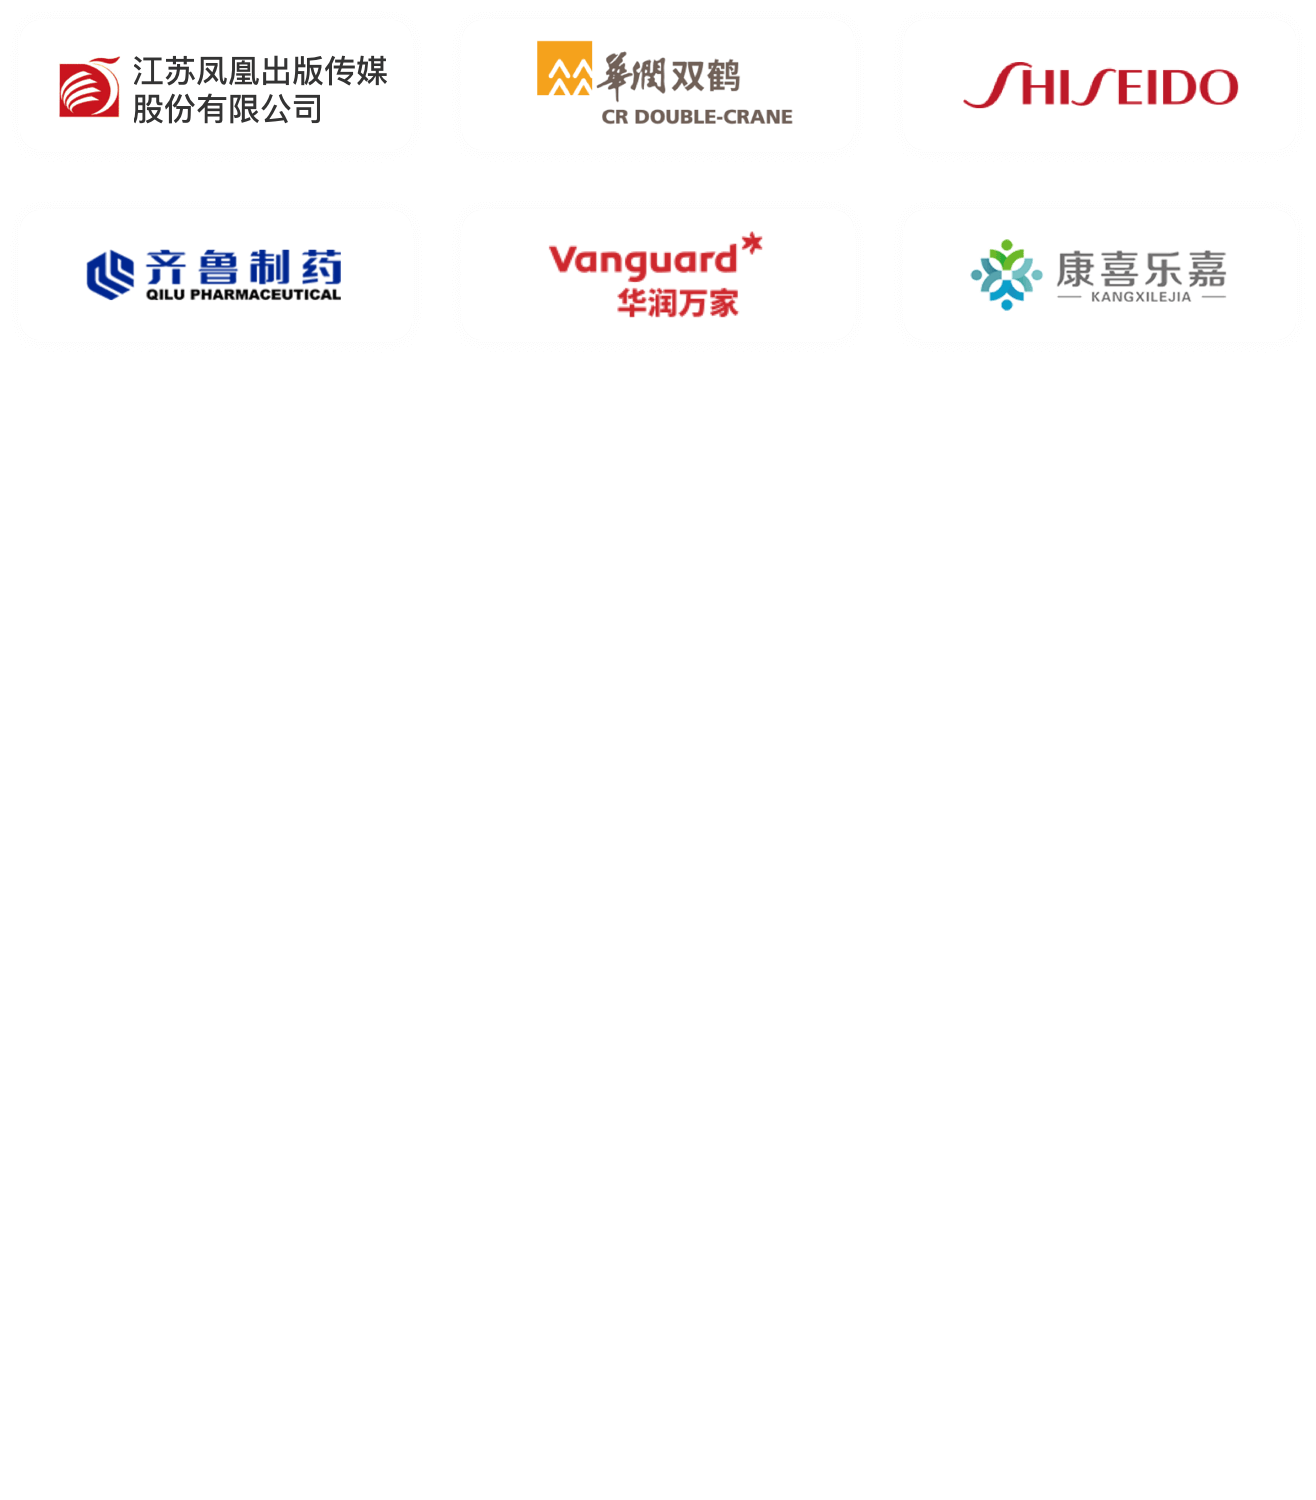 江苏凤凰出版传媒
股份有限公司
華潤双鹤
CR DOUBLE-CRANE
SHISEIDO
齐鲁制药
QILU PHARMACEUTICAL
Vanguard
华润万家
康喜乐嘉
KANGXILEJIA